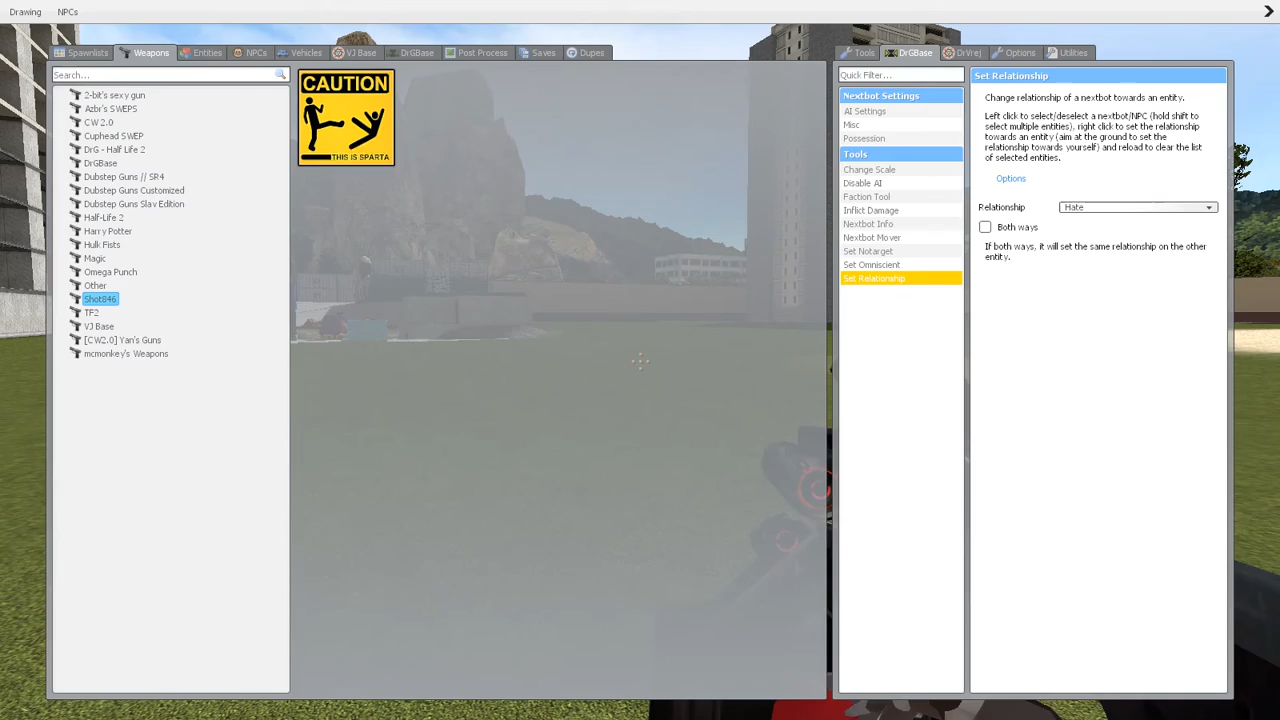 Drawing NPCs
Spawnlists Weapons Entities NPCs Vehicles VJ Base DrGBase Post Process Saves Dupes
Search...
2-bit's sexy gun
Azbr's SWEPS
CW 2.0
Cuphead SWEP
DrG - Half Life 2
DrGBase
Dubstep Guns // SR4
Dubstep Guns Customized
Dubstep Guns Slav Edition
Half-Life 2
Harry Potter
Hulk Fists
Magic
Omega Punch
Other
Shot846
TF2
VJ Base
[CW2.0] Yan's Guns
mcmonkey's Weapons
CAUTION
THIS IS SPARTA
Tools DrGBase DrVrej Options Utilities
Quick Filter...
Nextbot Settings
AI Settings
Misc
Possession
Tools
Change Scale
Disable AI
Faction Tool
Inflict Damage
Nextbot Info
Nextbot Mover
Set Notarget
Set Omniscient
Set Relationship
Set Relationship
Change relationship of a nextbot towards an entity.
Left click to select/deselect a nextbot/NPC (hold shift to
select multiple entities), right click to set the relationship
towards an entity (aim at the ground to set the
relationship towards yourself) and reload to clear the list
of selected entities.
Options
Relationship Hate
Both ways
If both ways, it will set the same relationship on the other
entity.